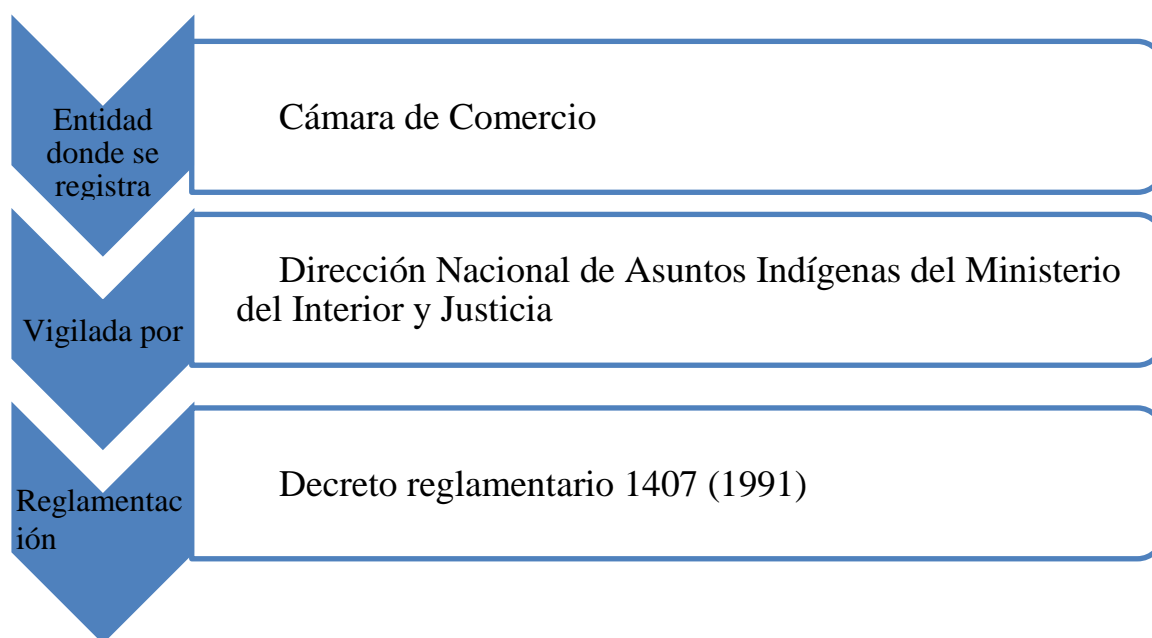 Entidad
donde se
registra
Cámara de Comercio
Vigilada por
Dirección Nacional de Asuntos Indígenas del Ministerio
del Interior y Justicia
Reglamentac
ión
Decreto reglamentario 1407 (1991)